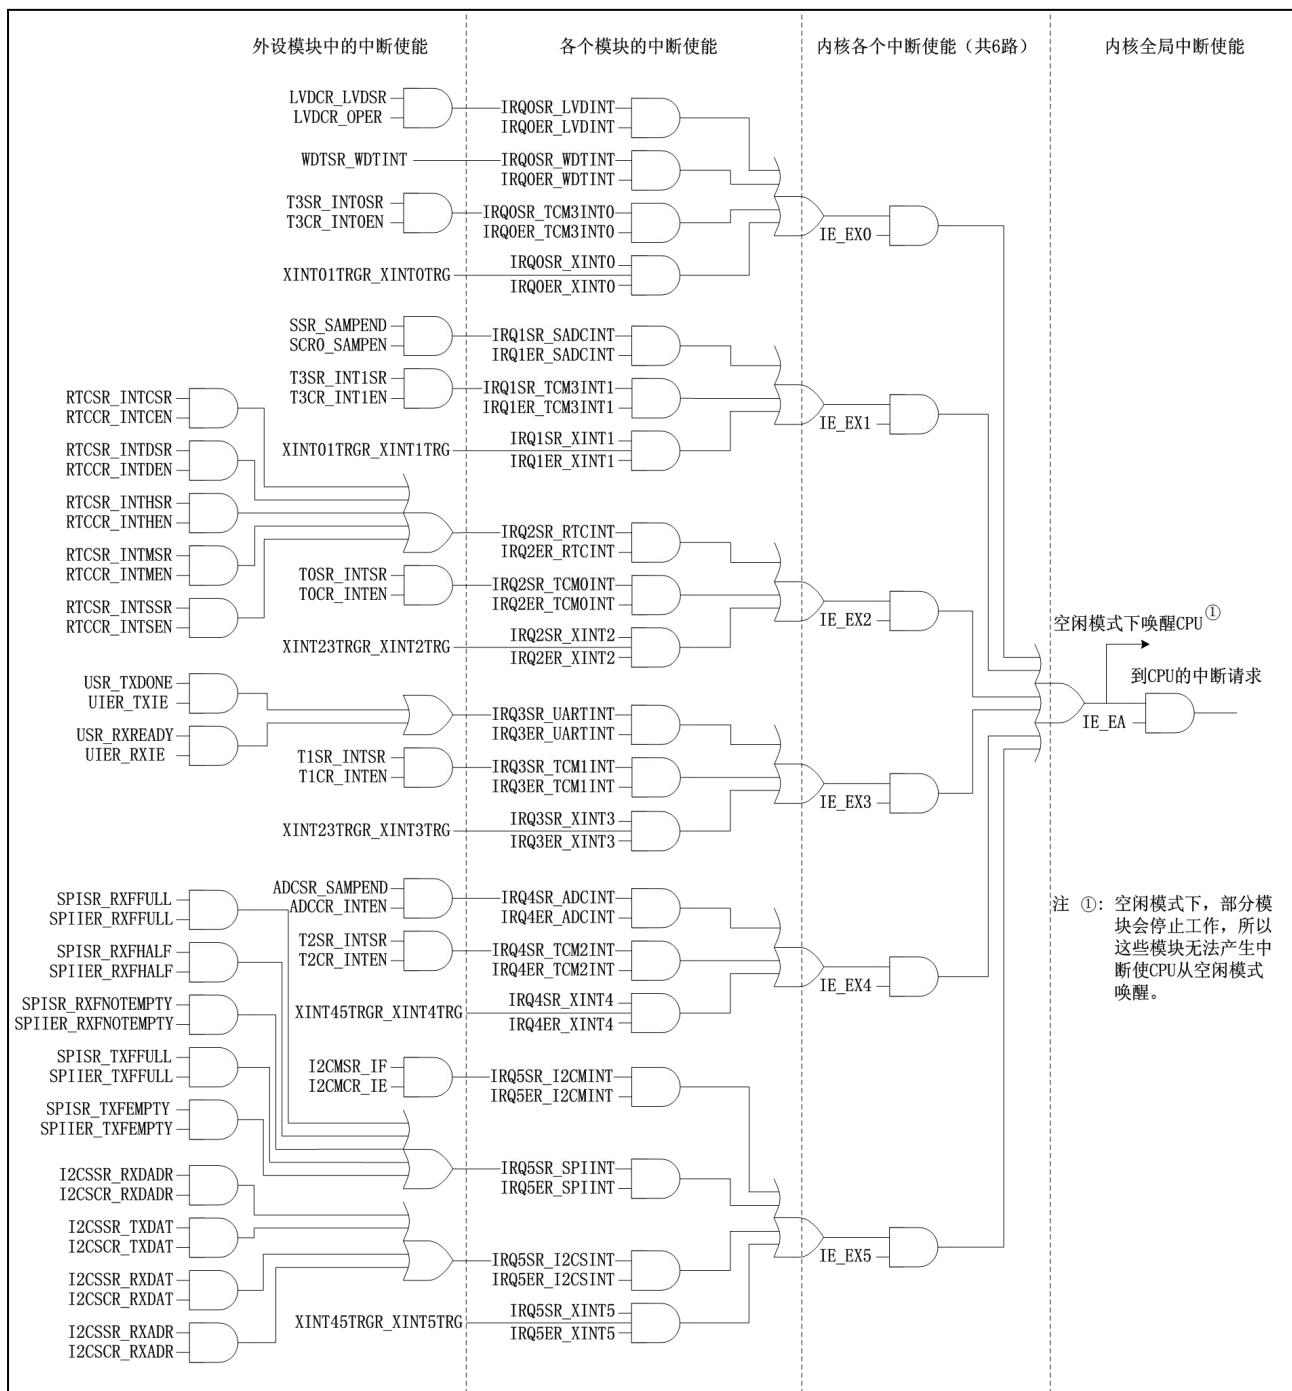 外设模块中的中断使能
各个模块的中断使能
内核各个中断使能（共6路）
内核全局中断使能
LVDCR_LVDSR
LVDCR_OPER
IRQ0SR_LVDINT
IRQ0ER_LVDINT
WDTSR_WDTINT
IRQ0SR_WDTINT
IRQ0ER_WDTINT
T3SR_INT0SR
T3CR_INT0EN
IRQ0SR_TCM3INT0
IRQ0ER_TCM3INT0
IE_EX0
XINT01TRGR_XINT0TRG
IRQ0SR_XINT0
IRQ0ER_XINT0
SSR_SAMPEND
SCR0_SAMPEN
IRQ1SR_SADCINT
IRQ1ER_SADCINT
T3SR_INT1SR
T3CR_INT1EN
IRQ1SR_TCM3INT1
IRQ1ER_TCM3INT1
IE_EX1
XINT01TRGR_XINT1TRG
IRQ1SR_XINT1
IRQ1ER_XINT1
RTCSR_INTCSR
RTCCR_INTCEN
RTCSR_INTDSR
RTCCR_INTDEN
RTCSR_INTHSR
RTCCR_INTHEN
RTCSR_INTMSR
RTCCR_INTMEN
RTCSR_INTSSR
RTCCR_INTSEN
IRQ2SR_RTCINT
IRQ2ER_RTCINT
T0SR_INTSR
T0CR_INTEN
IRQ2SR_TCM0INT
IRQ2ER_TCM0INT
IE_EX2
XINT23TRGR_XINT2TRG
IRQ2SR_XINT2
IRQ2ER_XINT2
空闲模式下唤醒CPU①
到CPU的中断请求
IE_EA
USR_TXDONE
UIER_TXIE
USR_RXREADY
UIER_RXIE
IRQ3SR_UARTINT
IRQ3ER_UARTINT
T1SR_INTSR
T1CR_INTEN
IRQ3SR_TCM1INT
IRQ3ER_TCM1INT
IE_EX3
XINT23TRGR_XINT3TRG
IRQ3SR_XINT3
IRQ3ER_XINT3
SPISR_RXFFULL
SPIIER_RXFFULL
SPISR_RXFHALF
SPIIER_RXFHALF
SPISR_RXFNOTEMPTY
SPIIER_RXFNOTEMPTY
SPISR_TXFFULL
SPIIER_TXFFULL
SPISR_TXFEMPTY
SPIIER_TXFEMPTY
ADCSR_SAMPEND
ADCCR_INTEN
IRQ4SR_ADCINT
IRQ4ER_ADCINT
T2SR_INTSR
T2CR_INTEN
IRQ4SR_TCM2INT
IRQ4ER_TCM2INT
IE_EX4
XINT45TRGR_XINT4TRG
IRQ4SR_XINT4
IRQ4ER_XINT4
注 ①: 空闲模式下，部分模
块会停止工作，所以
这些模块无法产生中
断使CPU从空闲模式
唤醒。
I2CMSR_IF
I2CMCR_IE
IRQ5SR_I2CMINT
IRQ5ER_I2CMINT
IRQ5SR_SPIINT
IRQ5ER_SPIINT
I2CSSR_RXDADR
I2CSCR_RXDADR
I2CSSR_TXDAT
I2CSCR_TXDAT
I2CSSR_RXDAT
I2CSCR_RXDAT
I2CSSR_RXADR
I2CSCR_RXADR
IRQ5SR_I2CSINT
IRQ5ER_I2CSINT
IE_EX5
XINT45TRGR_XINT5TRG
IRQ5SR_XINT5
IRQ5ER_XINT5